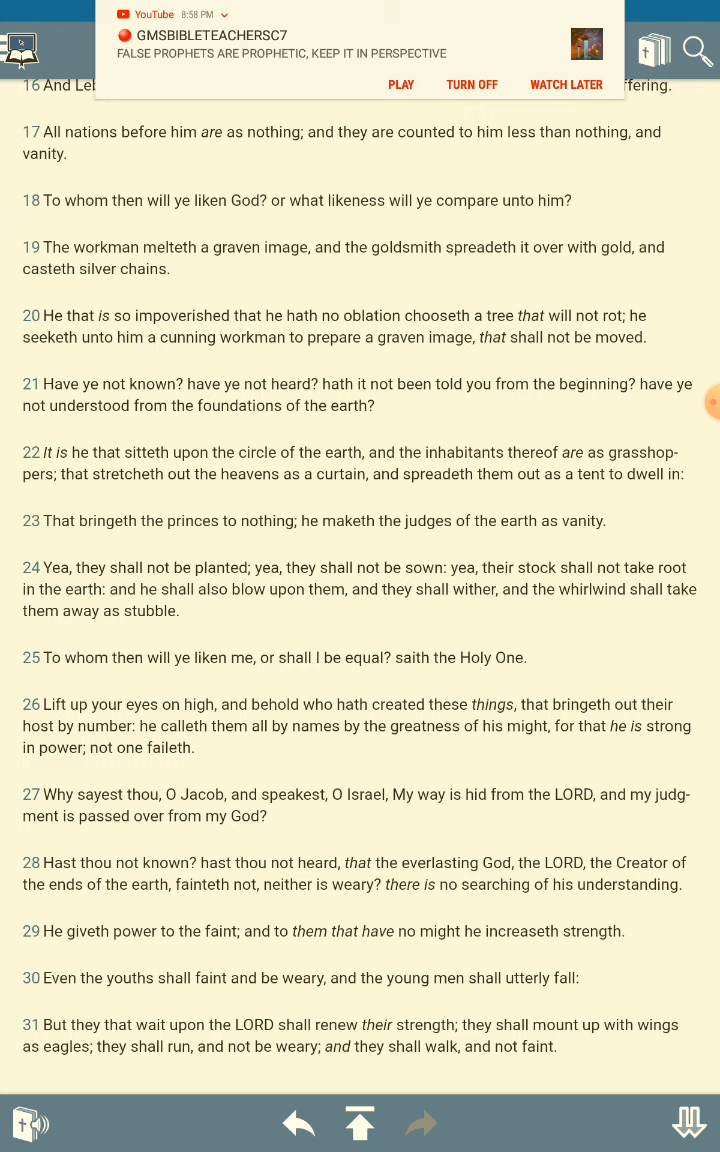 YouTube 8:58 PM
GMSBIBLETEACHERSC7
FALSE PROPHETS ARE PROPHETIC, KEEP IT IN PERSPECTIVE
PLAY TURN OFF WATCH LATER
16 And Leb ffering.
17 All nations before him are as nothing; and they are counted to him less than nothing, and
vanity.
18 To whom then will ye liken God? or what likeness will ye compare unto him?
19 The workman melteth a graven image, and the goldsmith spreadeth it over with gold, and
casteth silver chains.
20 He that is so impoverished that he hath no oblation chooseth a tree that will not rot; he
seeketh unto him a cunning workman to prepare a graven image, that shall not be moved.
21 Have ye not known? have ye not heard? hath it not been told you from the beginning? have ye
not understood from the foundations of the earth?
22 It is he that sitteth upon the circle of the earth, and the inhabitants thereof are as grasshop-
pers; that stretcheth out the heavens as a curtain, and spreadeth them out as a tent to dwell in:
23 That bringeth the princes to nothing; he maketh the judges of the earth as vanity.
24 Yea, they shall not be planted; yea, they shall not be sown: yea, their stock shall not take root
in the earth: and he shall also blow upon them, and they shall wither, and the whirlwind shall take
them away as stubble.
25 To whom then will ye liken me, or shall I be equal? saith the Holy One.
26 Lift up your eyes on high, and behold who hath created these things, that bringeth out their
host by number: he calleth them all by names by the greatness of his might, for that he is strong
in power; not one faileth.
27 Why sayest thou, O Jacob, and speakest, O Israel, My way is hid from the LORD, and my judg-
ment is passed over from my God?
28 Hast thou not known? hast thou not heard, that the everlasting God, the LORD, the Creator of
the ends of the earth, fainteth not, neither is weary? there is no searching of his understanding.
29 He giveth power to the faint; and to them that have no might he increaseth strength.
30 Even the youths shall faint and be weary, and the young men shall utterly fall:
31 But they that wait upon the LORD shall renew their strength; they shall mount up with wings
as eagles; they shall run, and not be weary; and they shall walk, and not faint.